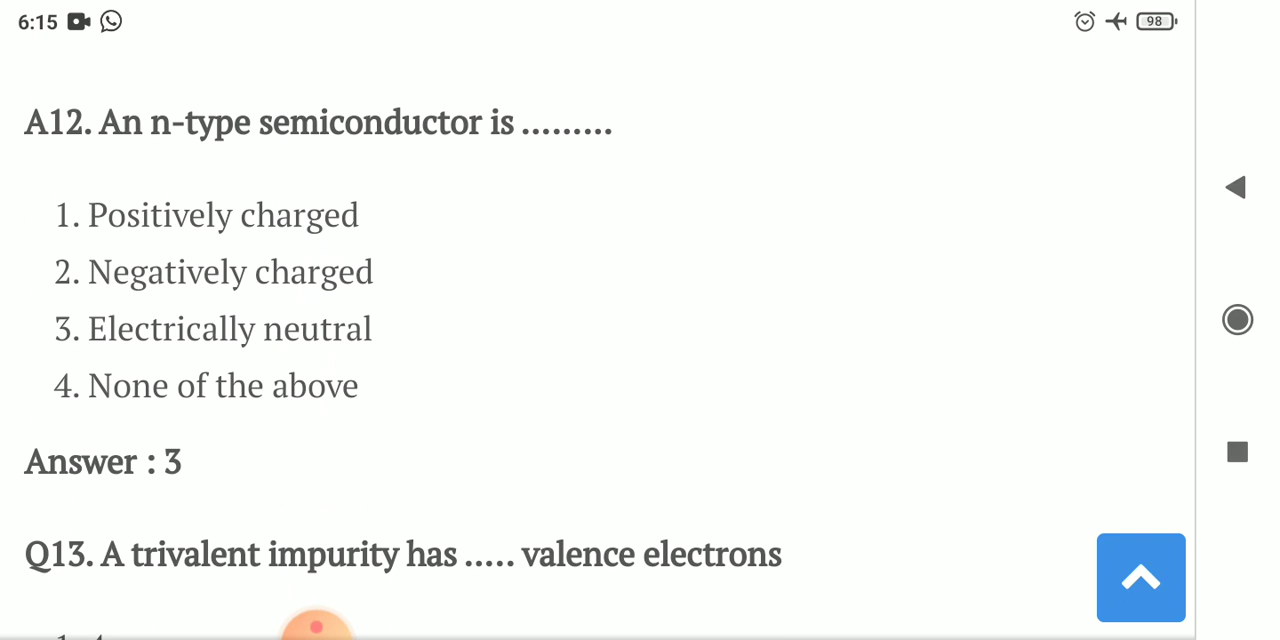 6:15
98
A12. An n-type semiconductor is .........
1. Positively charged
2. Negatively charged
3. Electrically neutral
4. None of the above
Answer : 3
Q13. A trivalent impurity has ..... valence electrons